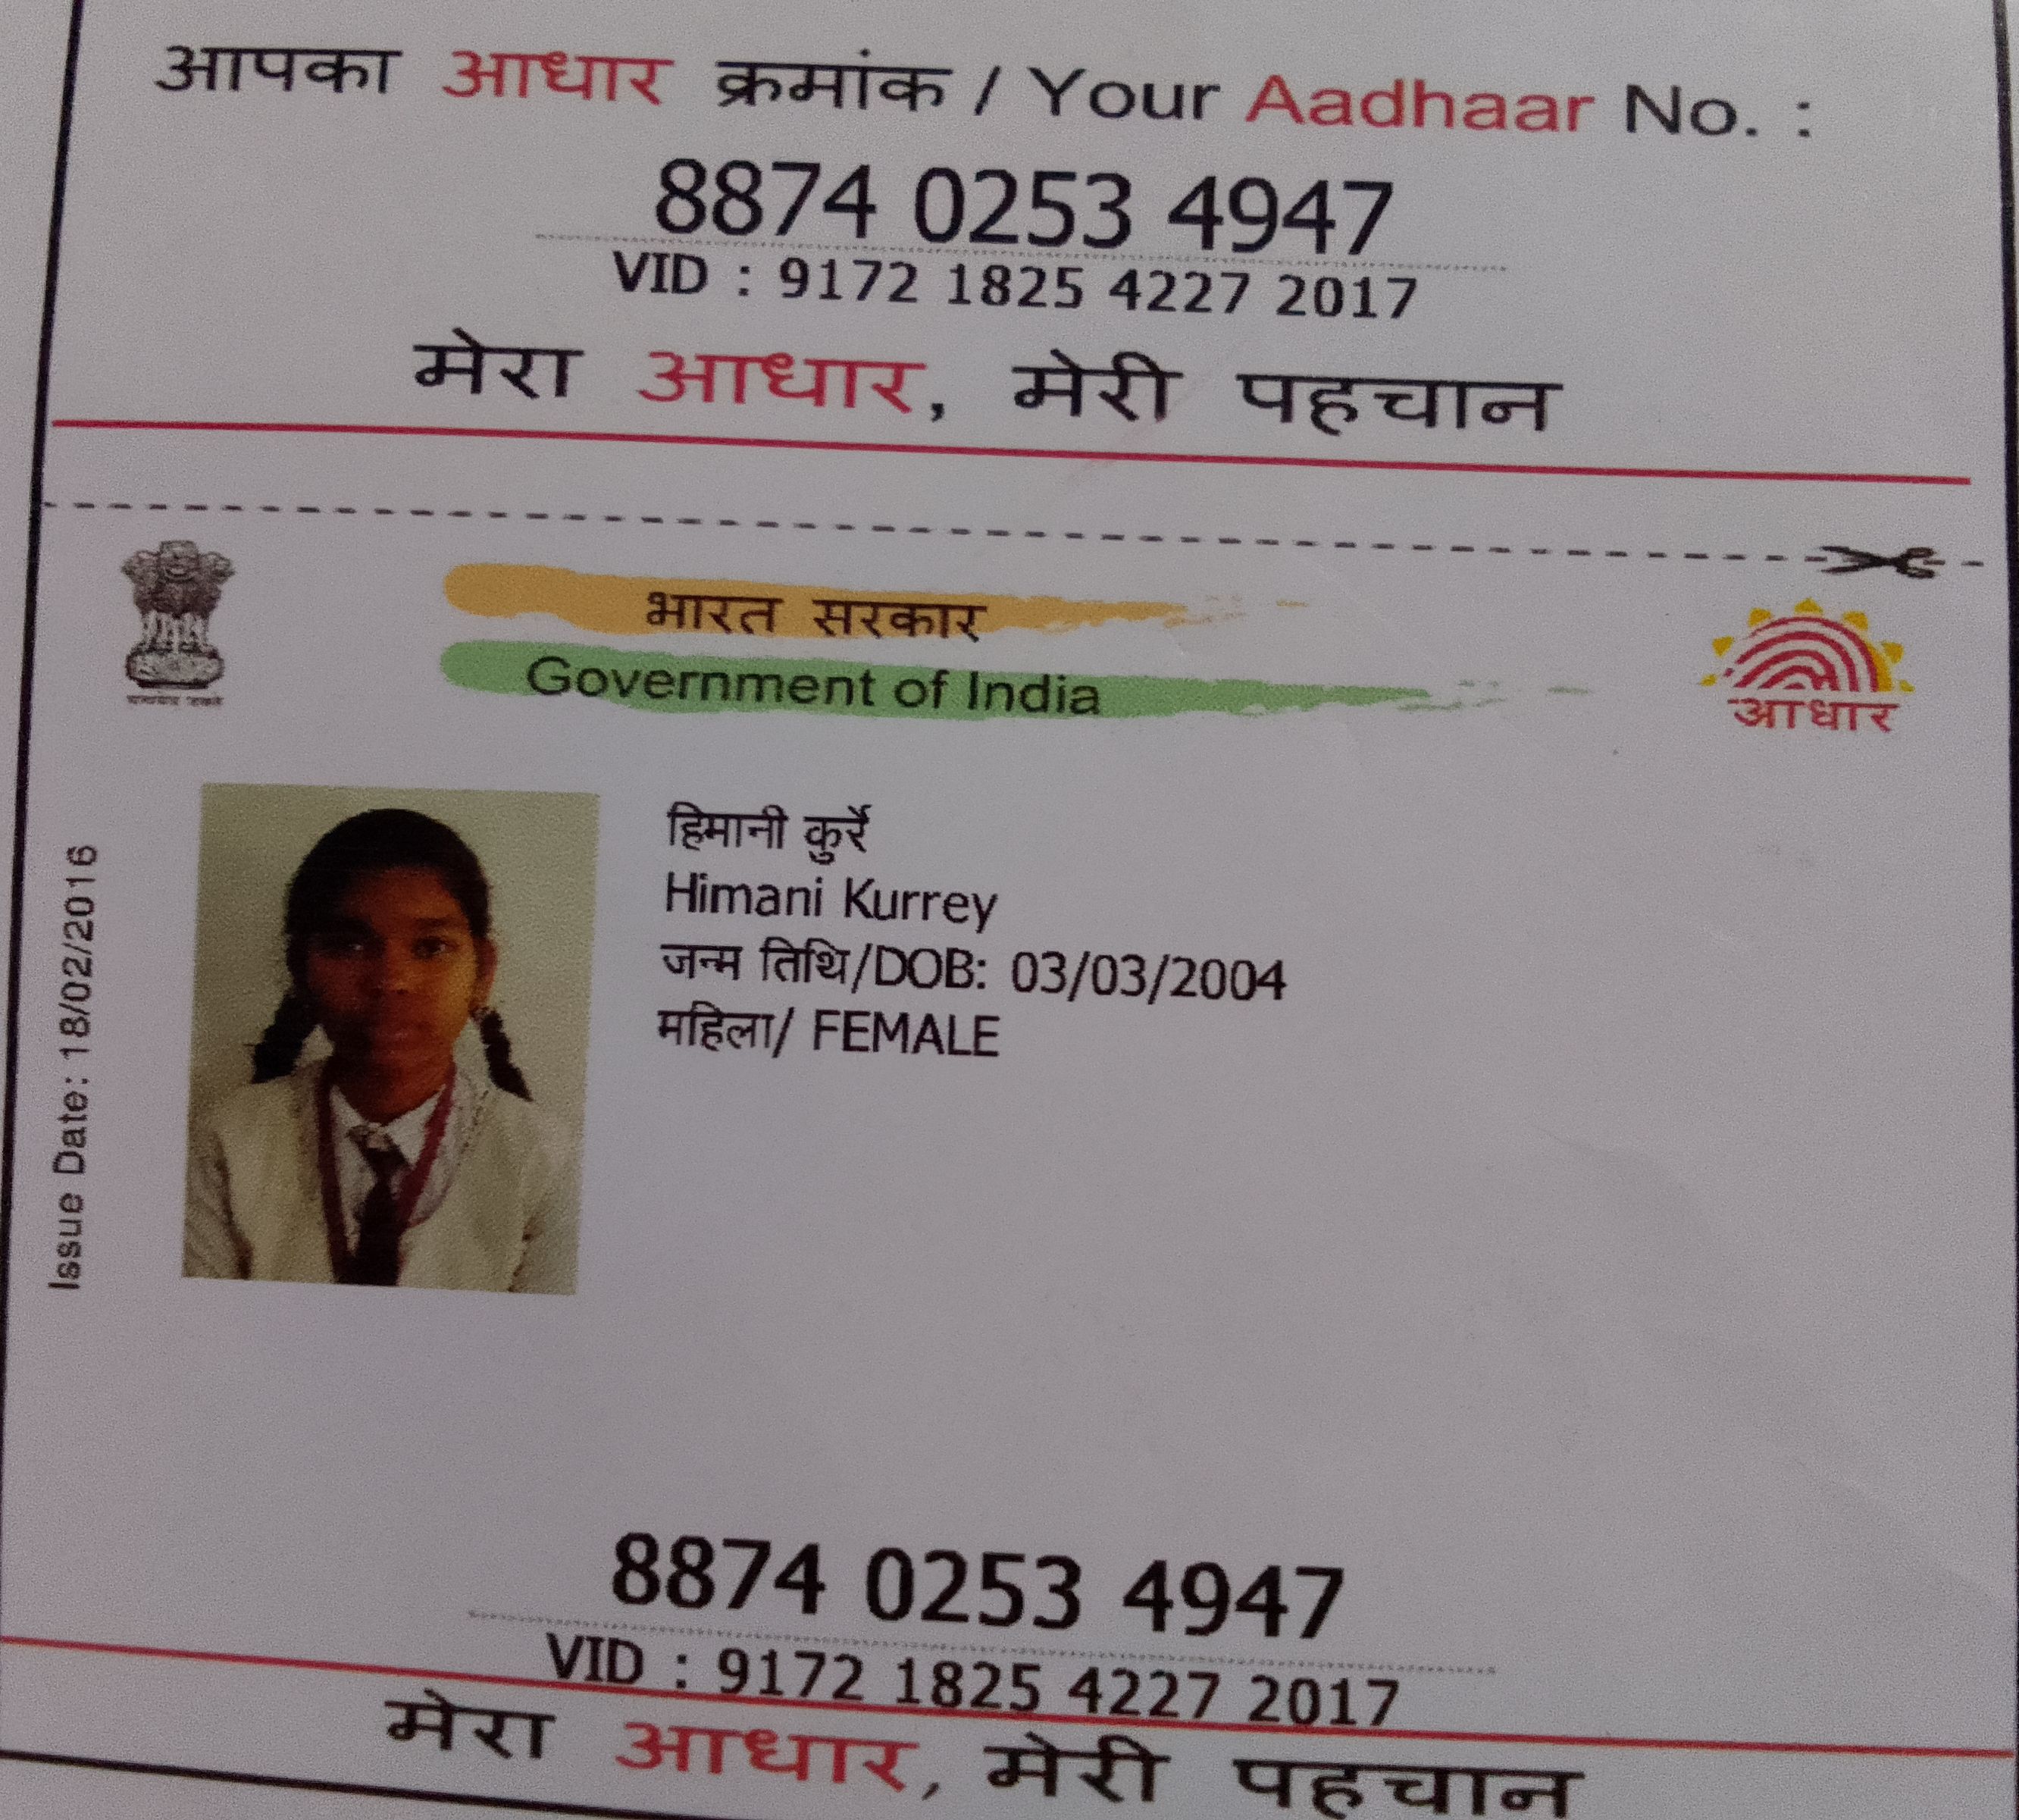 आपका आधार क्रमांक / Your Aadhaar No. :
8874 0253 4947
VID : 9172 1825 4227 2017
मेरा आधार, मेरी पहचान
भारत सरकार
Government of India
आधार
Issue Date: 18/02/2016
हिमानी कुर्रे
Himani Kurrey
जन्म तिथि/DOB: 03/03/2004
महिला/ FEMALE
8874 0253 4947
VID : 9172 1825 4227 2017
मेरा आधार, मेरी पहचान